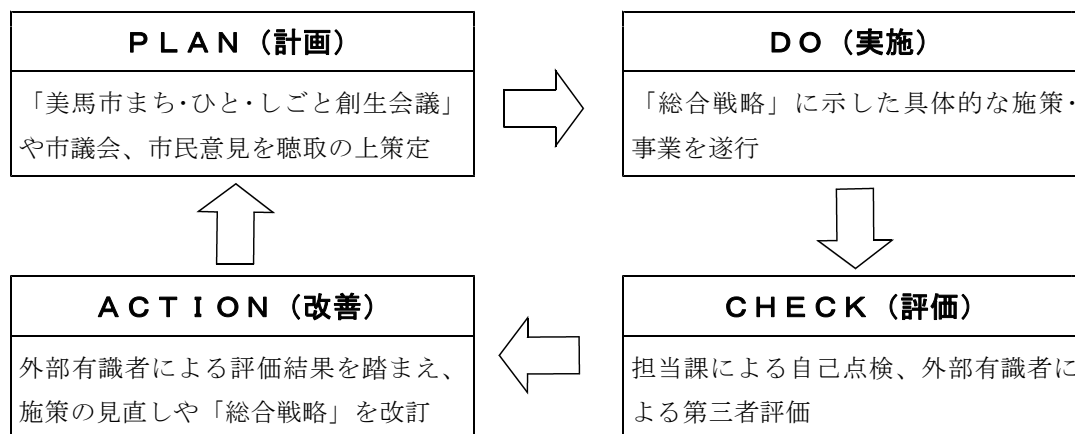 ＰＬＡＮ（計画）
「美馬市まち･ひと･しごと創生会議」
や市議会、市民意見を聴取の上策定
ＤＯ（実施）
「総合戦略」に示した具体的な施策･
事業を遂行
ＡＣＴＩＯＮ（改善）
外部有識者による評価結果を踏まえ、
施策の見直しや「総合戦略」を改訂
ＣＨＥＣＫ（評価）
担当課による自己点検、外部有識者に
よる第三者評価